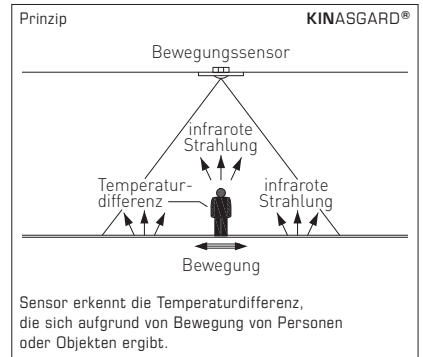 Prinzip KINASGARD®
Bewegungssensor
infrarote
Strahlung
Temperatur-
differenz
infrarote
Strahlung
Bewegung
Sensor erkennt die Temperaturdifferenz,
die sich aufgrund von Bewegung von Personen
oder Objekten ergibt.